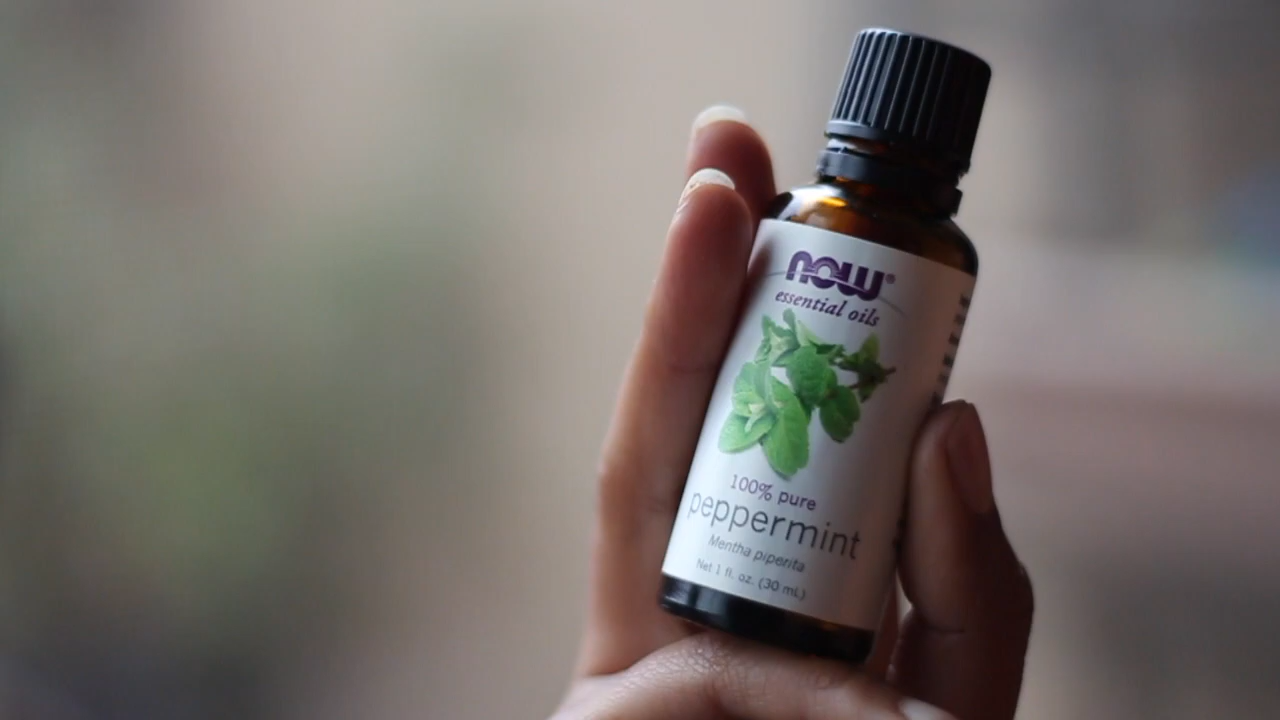 NOW®
essential oils
100% pure
peppermint
Mentha piperita
Net 1 fl. oz. (30 mL)